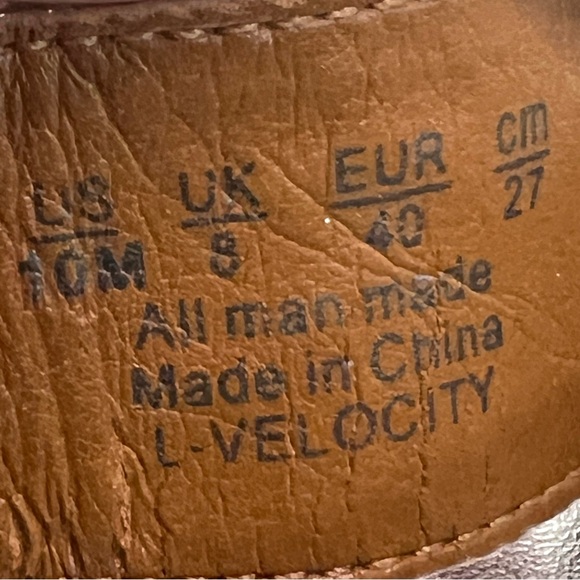 US UK EUR cm
10M 8 40 27
All man made
Made in China
L-VELOCITY